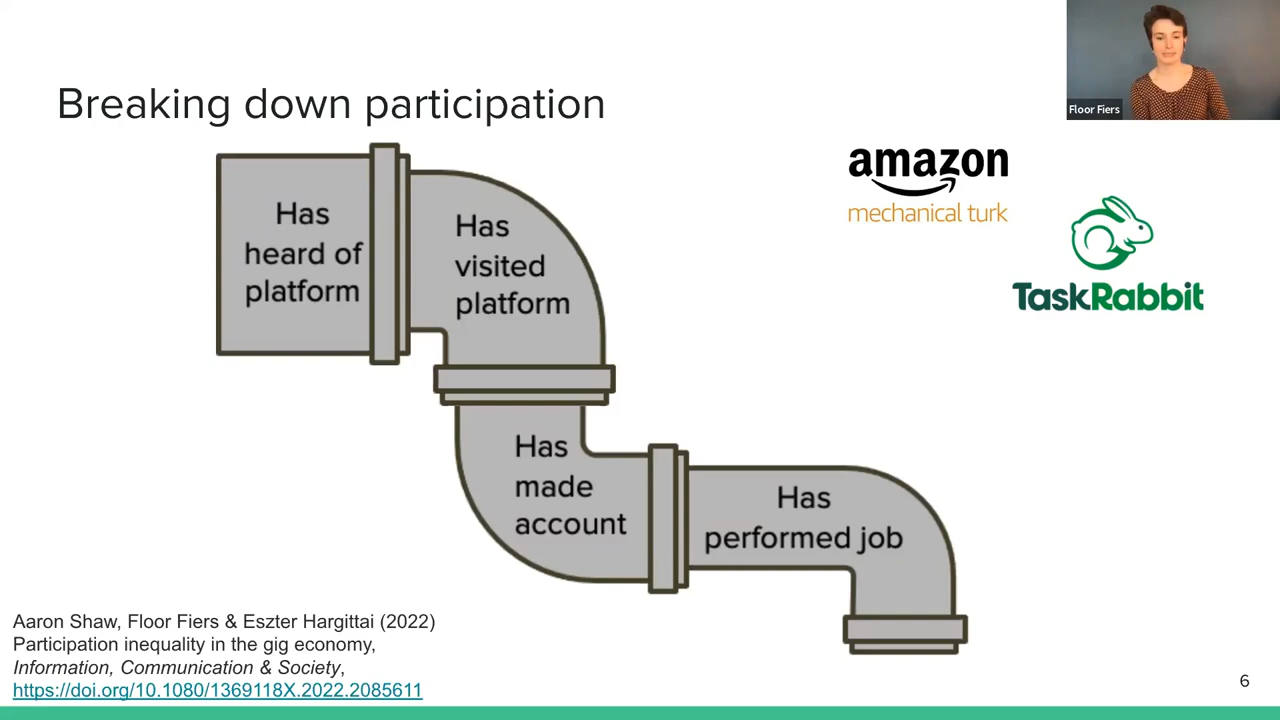 Floor Fiers
Breaking down participation
amazon
mechanical turk
TaskRabbit
Has
heard of
platform
Has
visited
platform
Has
made
account
Has
performed job
Aaron Shaw, Floor Fiers & Eszter Hargittai (2022)
Participation inequality in the gig economy,
Information, Communication & Society,
https://doi.org/10.1080/1369118X.2022.2085611
6